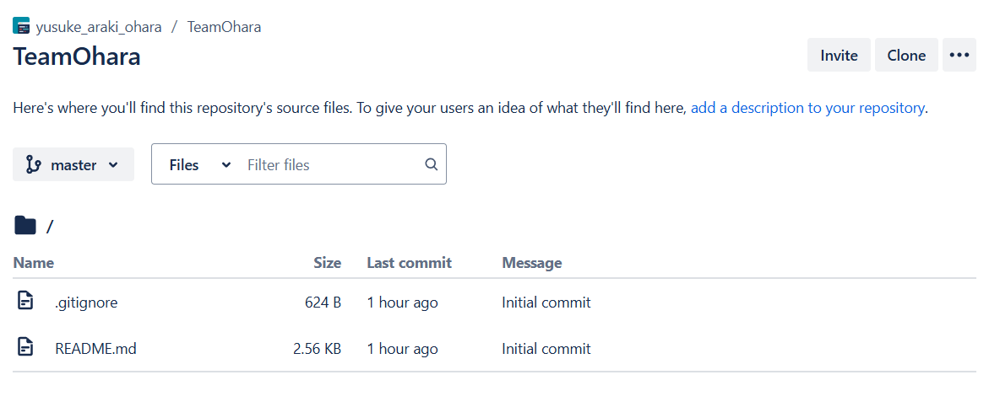 yusuke_araki_ohara / TeamOhara
TeamOhara
Invite Clone
Here's where you'll find this repository's source files. To give your users an idea of what they'll find here, add a description to your repository.
master Files Filter files
/
Name Size Last commit Message
.gitignore 624 B 1 hour ago Initial commit
README.md 2.56 KB 1 hour ago Initial commit